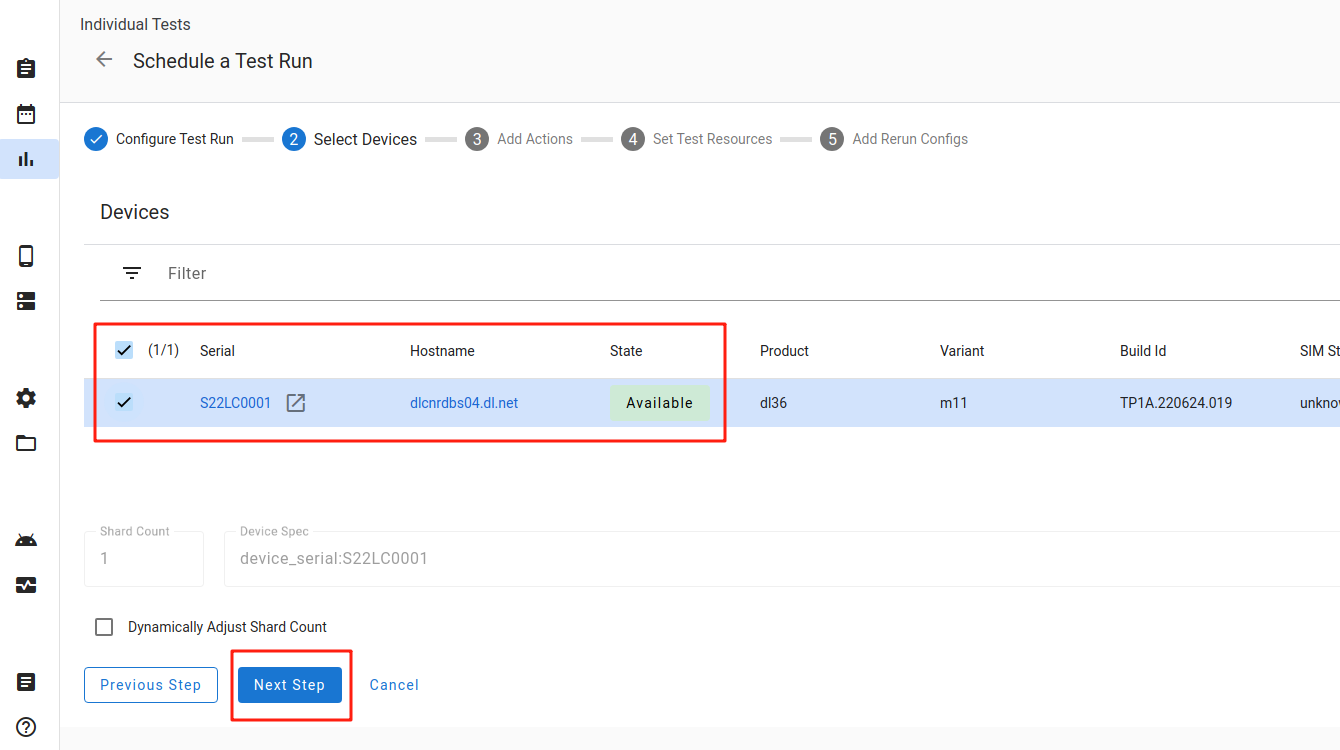 Individual Tests
Schedule a Test Run
Configure Test Run 2 Select Devices 3 Add Actions 4 Set Test Resources 5 Add Rerun Configs
Devices
Filter
(1/1) Serial Hostname State Product Variant Build Id SIM St
S22LC0001 dlcnrdbs04.dl.net Available dl36 m11 TP1A.220624.019 unkno
Shard Count Device Spec
1 device_serial:S22LC0001
Dynamically Adjust Shard Count
Previous Step Next Step Cancel